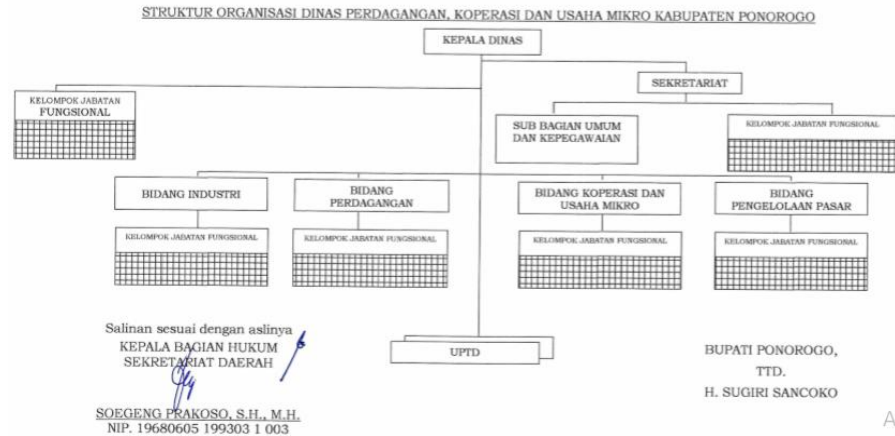 STRUKTUR ORGANISASI DINAS PERDAGANGAN, KOPERASI DAN USAHA MIKRO KABUPATEN PONOROGO
KEPALA DINAS
SEKRETARIAT
KELOMPOK JABATAN
FUNGSIONAL
SUB BAGIAN UMUM
DAN KEPEGAWAIAN
KELOMPOK JABATAN FUNGSIONAL
BIDANG INDUSTRI
BIDANG
PERDAGANGAN
BIDANG KOPERASI DAN
USAHA MIKRO
BIDANG
PENGELOLAAN PASAR
KELOMPOK JABATAN FUNGSIONAL
KELOMPOK JABATAN FUNGSIONAL
KELOMPOK JABATAN FUNGSIONAL
KELOMPOK JABATAN FUNGSIONAL
UPTD
Salinan sesuai dengan aslinya
KEPALA BAGIAN HUKUM
SEKRETARIAT DAERAH
SOEGENG PRAKOSO, S.H., M.H.
NIP. 19680605 199303 1 003
BUPATI PONOROGO,
TTD.
H. SUGIRI SANCOKO
A